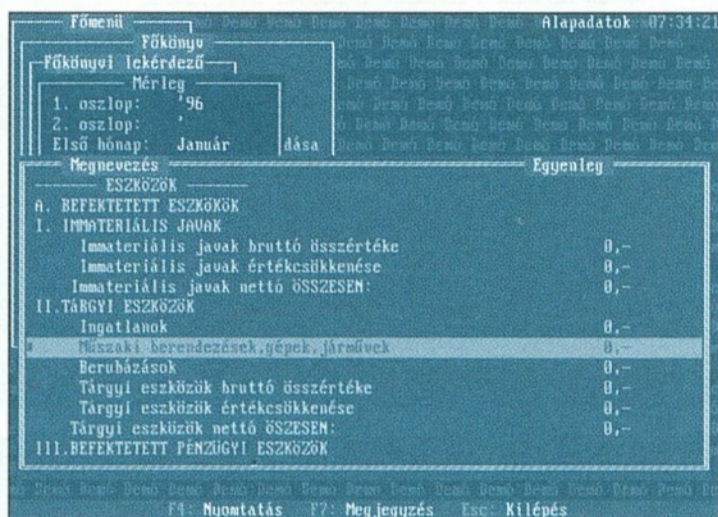 Főmenü Alapadatok 07:34:21
Főkönyv
Főkönyvi lekérdező
Mérleg
1. oszlop: '96
2. oszlop: '
Első hónap: Január dása
Megnevezés Egyenleg
ESZKÖZÖK
A. BEFEKTETETT ESZKÖKÖK
I. IMMATERIÁLIS JAVAK
Immateriális javak bruttó összértéke 0,-
Immateriális javak értékcsökkenése 0,-
Immateriális javak nettó öSSZESEN: 0,-
II.TáRGYI ESZKÖZÖK
Ingatlanok 0,-
Műszaki berendezések,gépek,járművek 0,-
Beruházások 0,-
Tárgyi eszközök bruttó összértéke 0,-
Tárgyi eszközök értékcsökkenése 0,-
Tárgyi eszközök nettó öSZESEN: 0,-
III.BEFEKTETETT PÉNZÜGYI ESZKÖZÖK
F4: Nyomtatás F7: Megjegyzés Esc: Kilépés